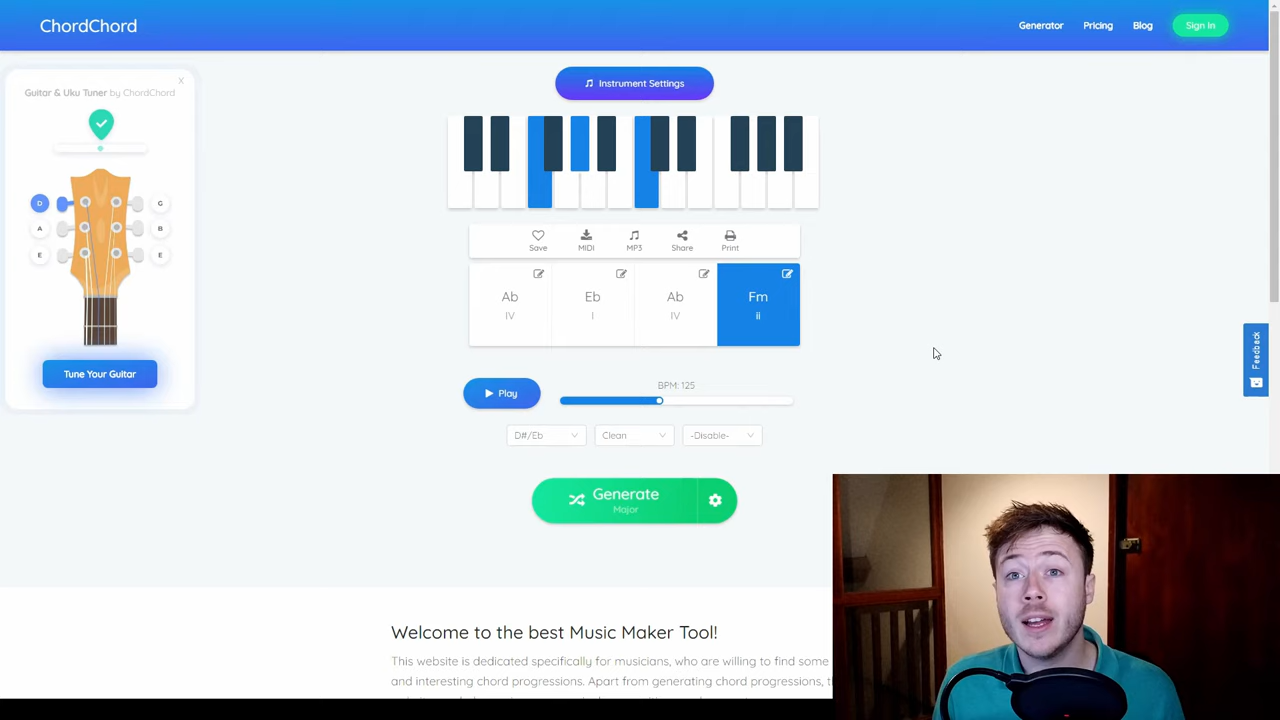 ChordChord
Generator
Pricing
Blog
Sign In
X
Guitar & Uku Tuner by ChordChord
D
G
A
B
E
E
Tune Your Guitar
Instrument Settings
Save
MIDI
MP3
Share
Print
Ab
Eb
Ab
Fm
IV
I
IV
ii
Play
BPM: 125
D#/Eb
Clean
-Disable-
Generate
Major
Feedback
Welcome to the best Music Maker Tool!
This website is dedicated specifically for musicians, who are willing to find some
and interesting chord progressions. Apart from generating chord progressions,